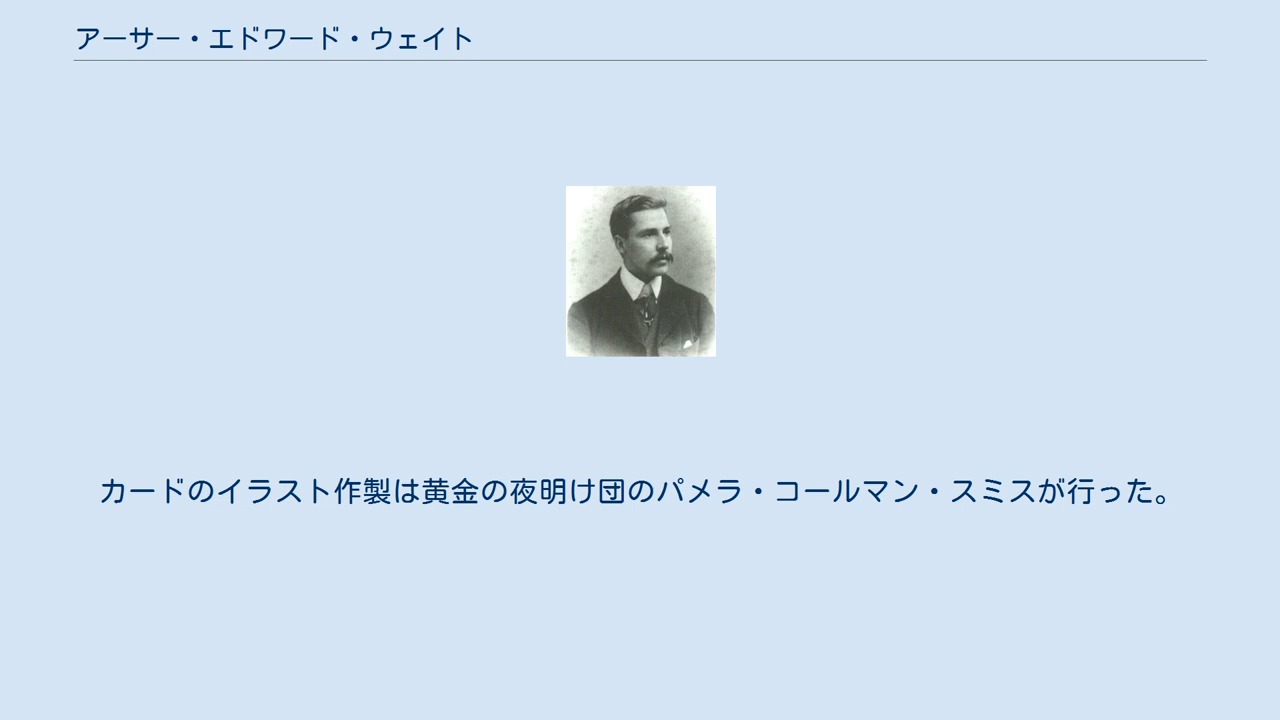 アーサー・エドワード・ウェイト
カードのイラスト作製は黄金の夜明け団のパメラ・コールマン・スミスが行った。